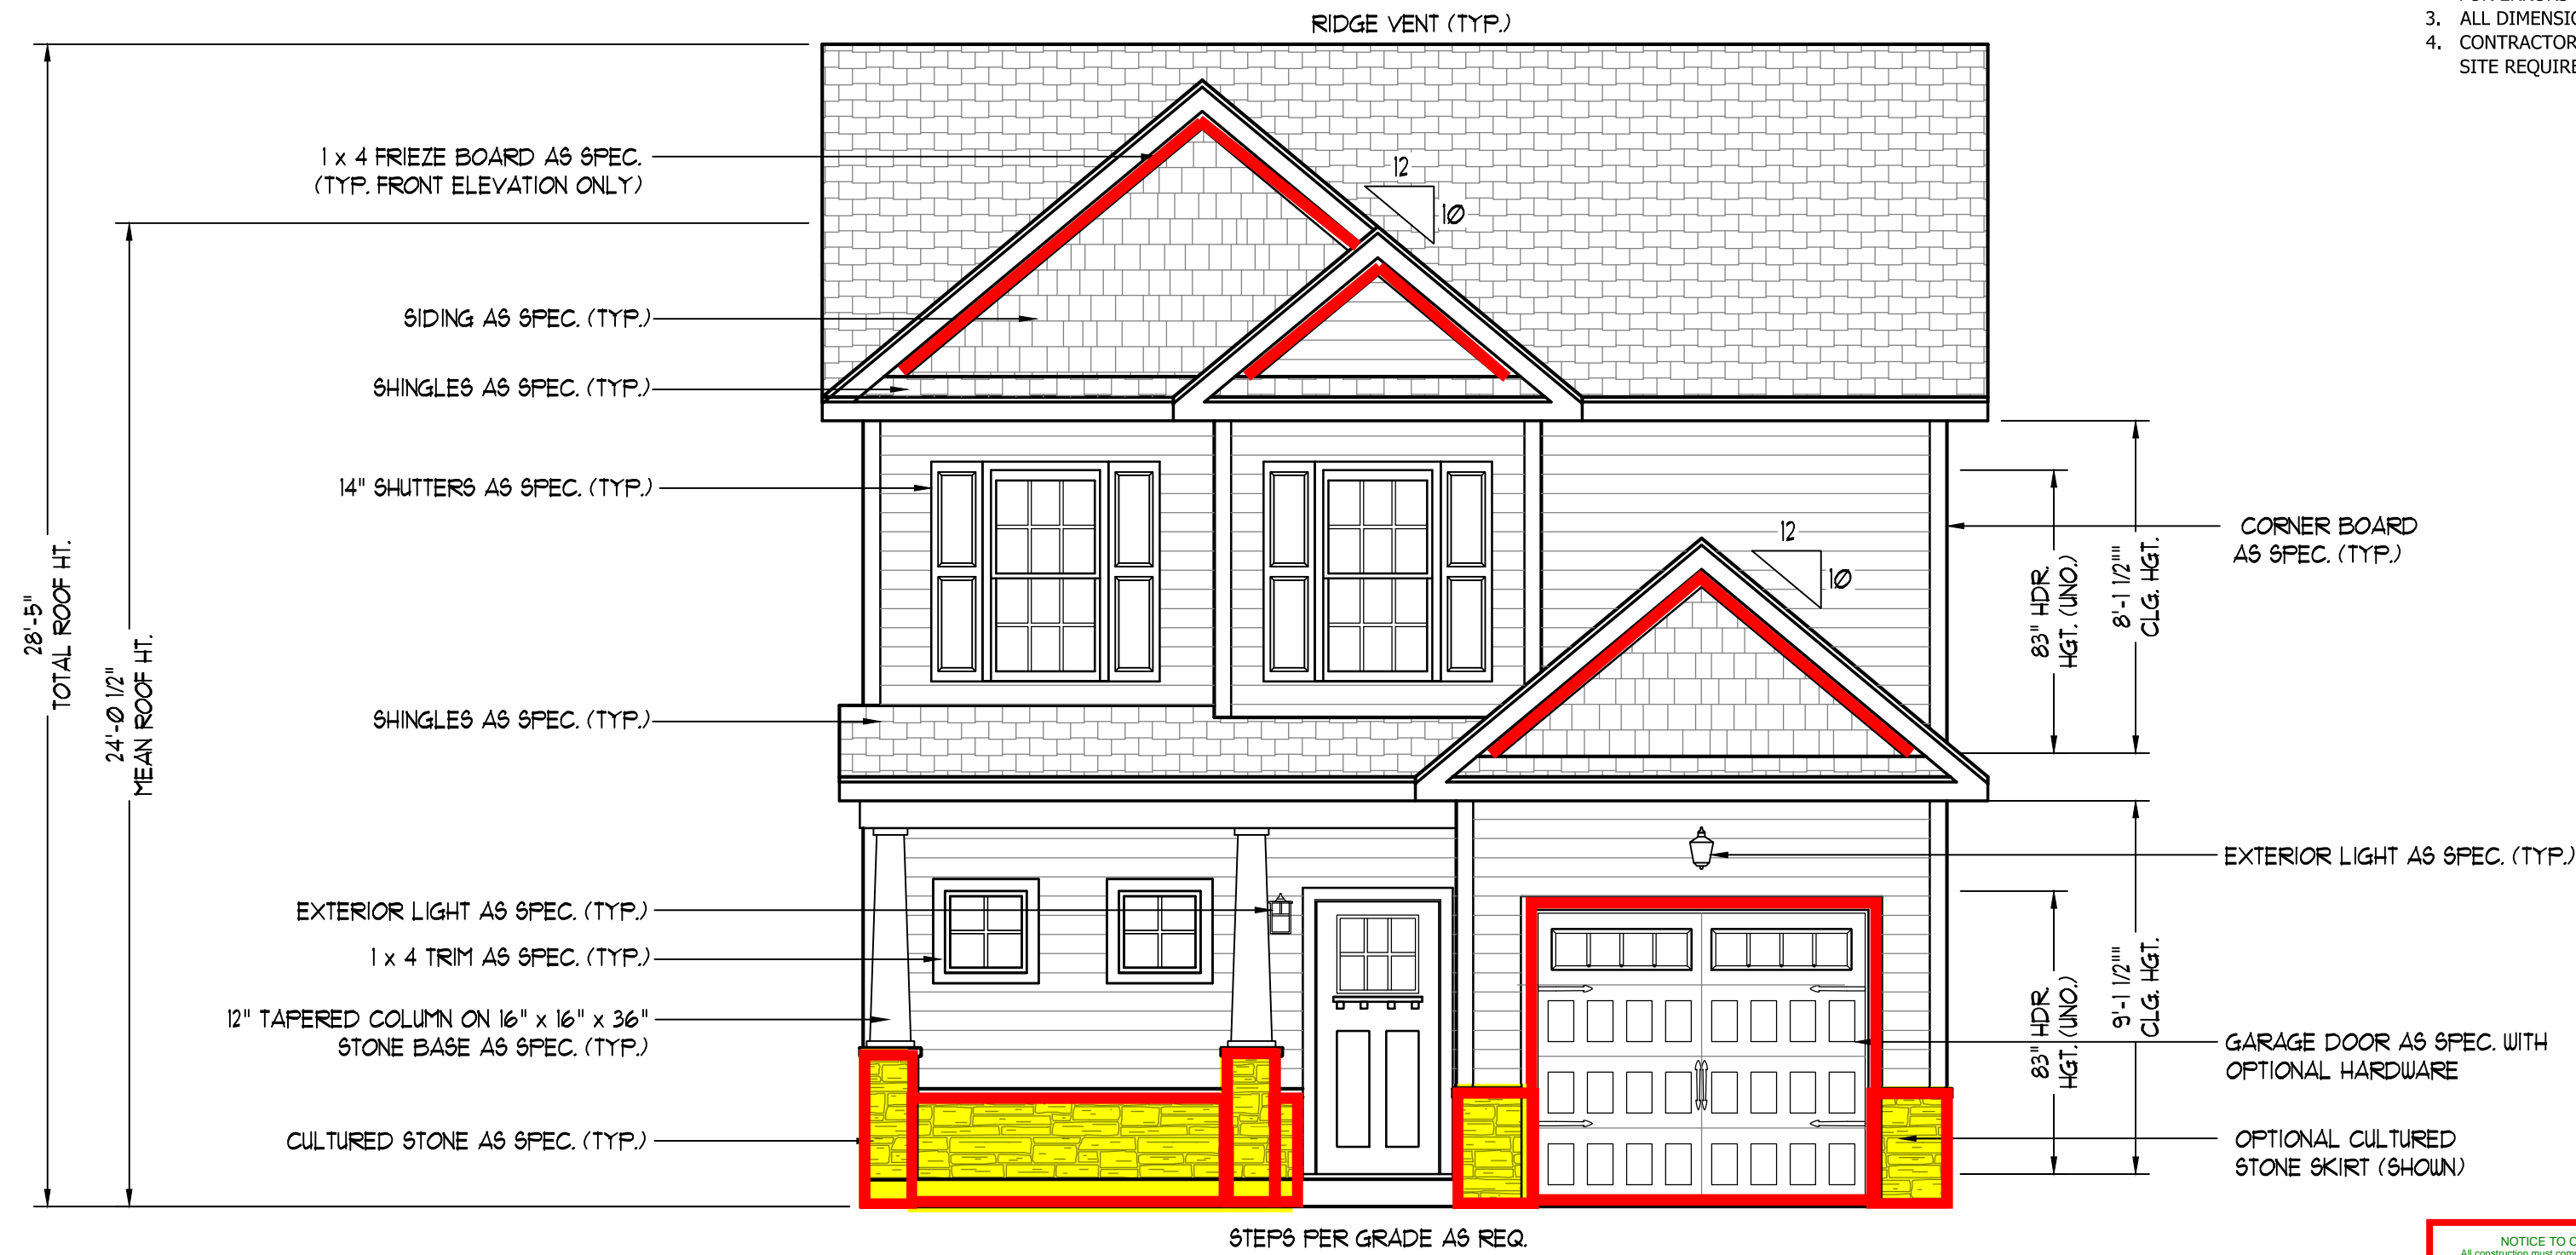 RIDGE VENT (TYP.)
3. ALL DIMENSIO
4. CONTRACTOR
SITE REQUIRE
1 x 4 FRIEZE BOARD AS SPEC.
(TYP. FRONT ELEVATION ONLY)
12
10
SIDING AS SPEC. (TYP.)
SHINGLES AS SPEC. (TYP.)
14" SHUTTERS AS SPEC. (TYP.)
CORNER BOARD
AS SPEC. (TYP.)
12
10
28'-5"
TOTAL ROOF HT.
24'-0 1/2"
MEAN ROOF HT.
83" HDR.
HGT. (UNO.)
8'-1 1/2""
CLG. HGT.
SHINGLES AS SPEC. (TYP.)
EXTERIOR LIGHT AS SPEC. (TYP.)
EXTERIOR LIGHT AS SPEC. (TYP.)
1 x 4 TRIM AS SPEC. (TYP.)
12" TAPERED COLUMN ON 16" x 16" x 36"
STONE BASE AS SPEC. (TYP.)
83" HDR.
HGT. (UNO.)
9'-1 1/2""
CLG. HGT.
GARAGE DOOR AS SPEC. WITH
OPTIONAL HARDWARE
CULTURED STONE AS SPEC. (TYP.)
OPTIONAL CULTURED
STONE SKIRT (SHOWN)
STEPS PER GRADE AS REQ.
NOTICE TO C
All construction must com